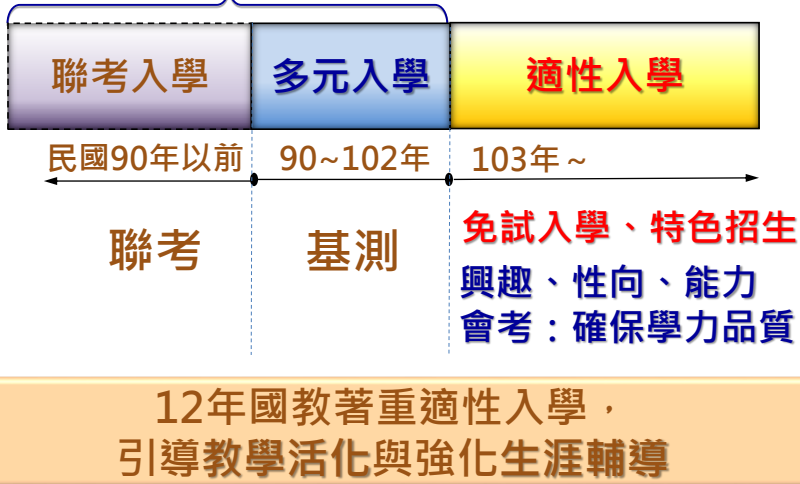 聯考入學
多元入學
適性入學
民國90年以前
90~102年
103年~
聯考
基測
免試入學、特色招生
興趣、性向、能力
會考：確保學力品質
12年國教著重適性入學，
引導教學活化與強化生涯輔導